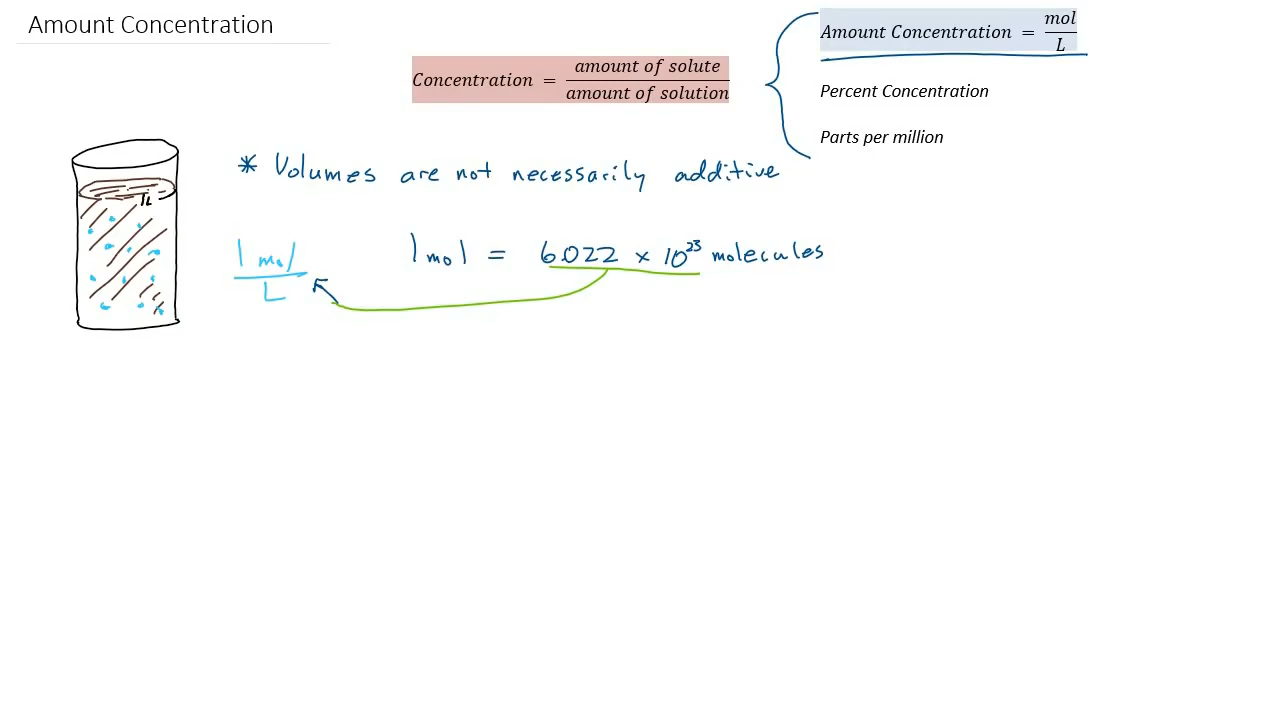 Amount Concentration
Concentration = amount of solute / amount of solution
Amount Concentration = mol / L
Percent Concentration
Parts per million
* Volumes are not necessarily additive
1L
1 mol / L
1 mol = 6.022 × 10^23 molecules